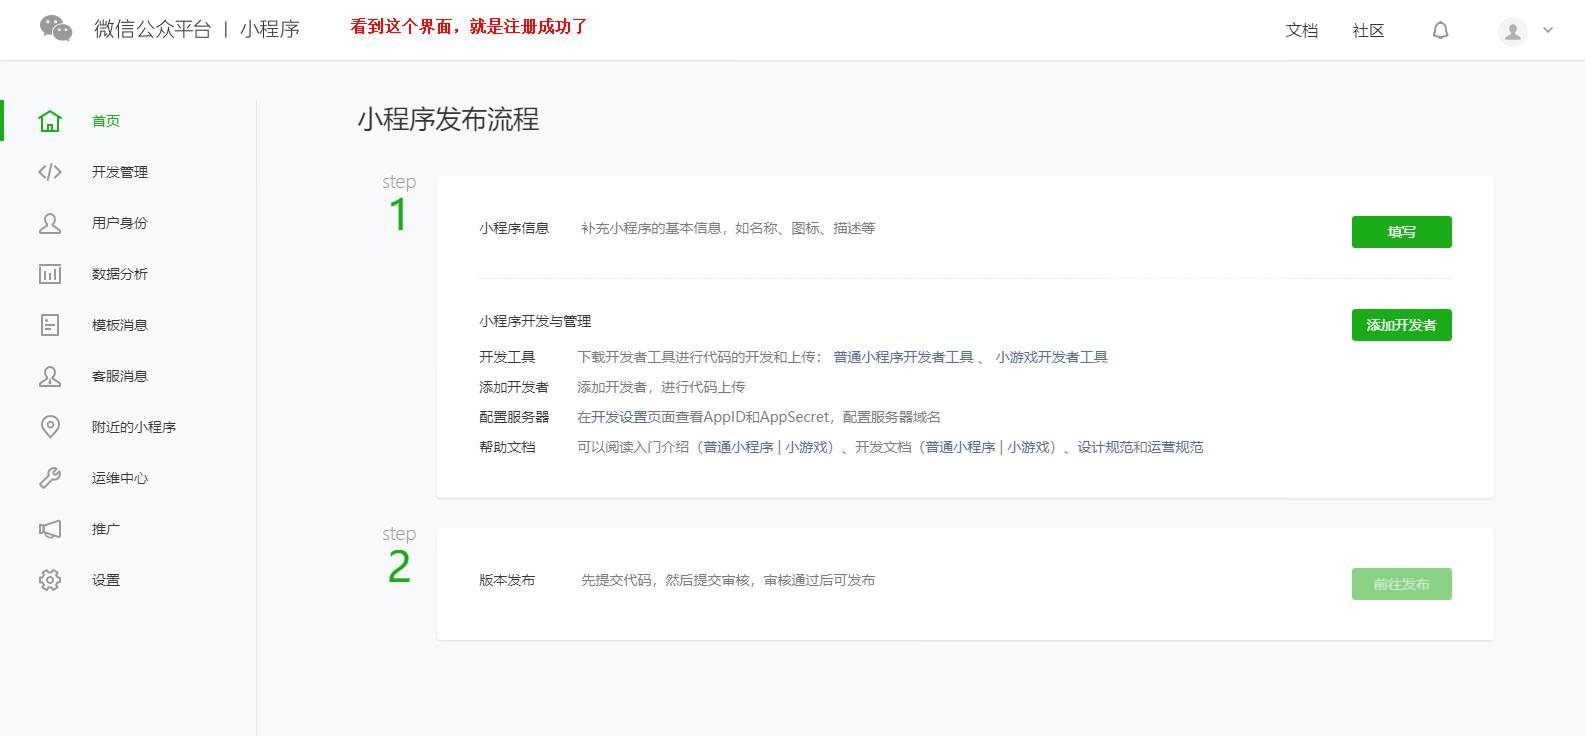 微信公众平台 | 小程序
看到这个界面，就是注册成功了
文档
社区
首页
开发管理
用户身份
数据分析
模板消息
客服消息
附近的小程序
运维中心
推广
设置
小程序发布流程
step
1
小程序信息 补充小程序的基本信息，如名称、图标、描述等
填写
小程序开发与管理
添加开发者
开发工具 下载开发者工具进行代码的开发和上传： 普通小程序开发者工具 、 小游戏开发者工具
添加开发者 添加开发者，进行代码上传
配置服务器 在开发设置页面查看AppID和AppSecret，配置服务器域名
帮助文档 可以阅读入门介绍（普通小程序 | 小游戏）、开发文档（普通小程序 | 小游戏）、设计规范和运营规范
step
2
版本发布 先提交代码，然后提交审核，审核通过后可发布
前往发布